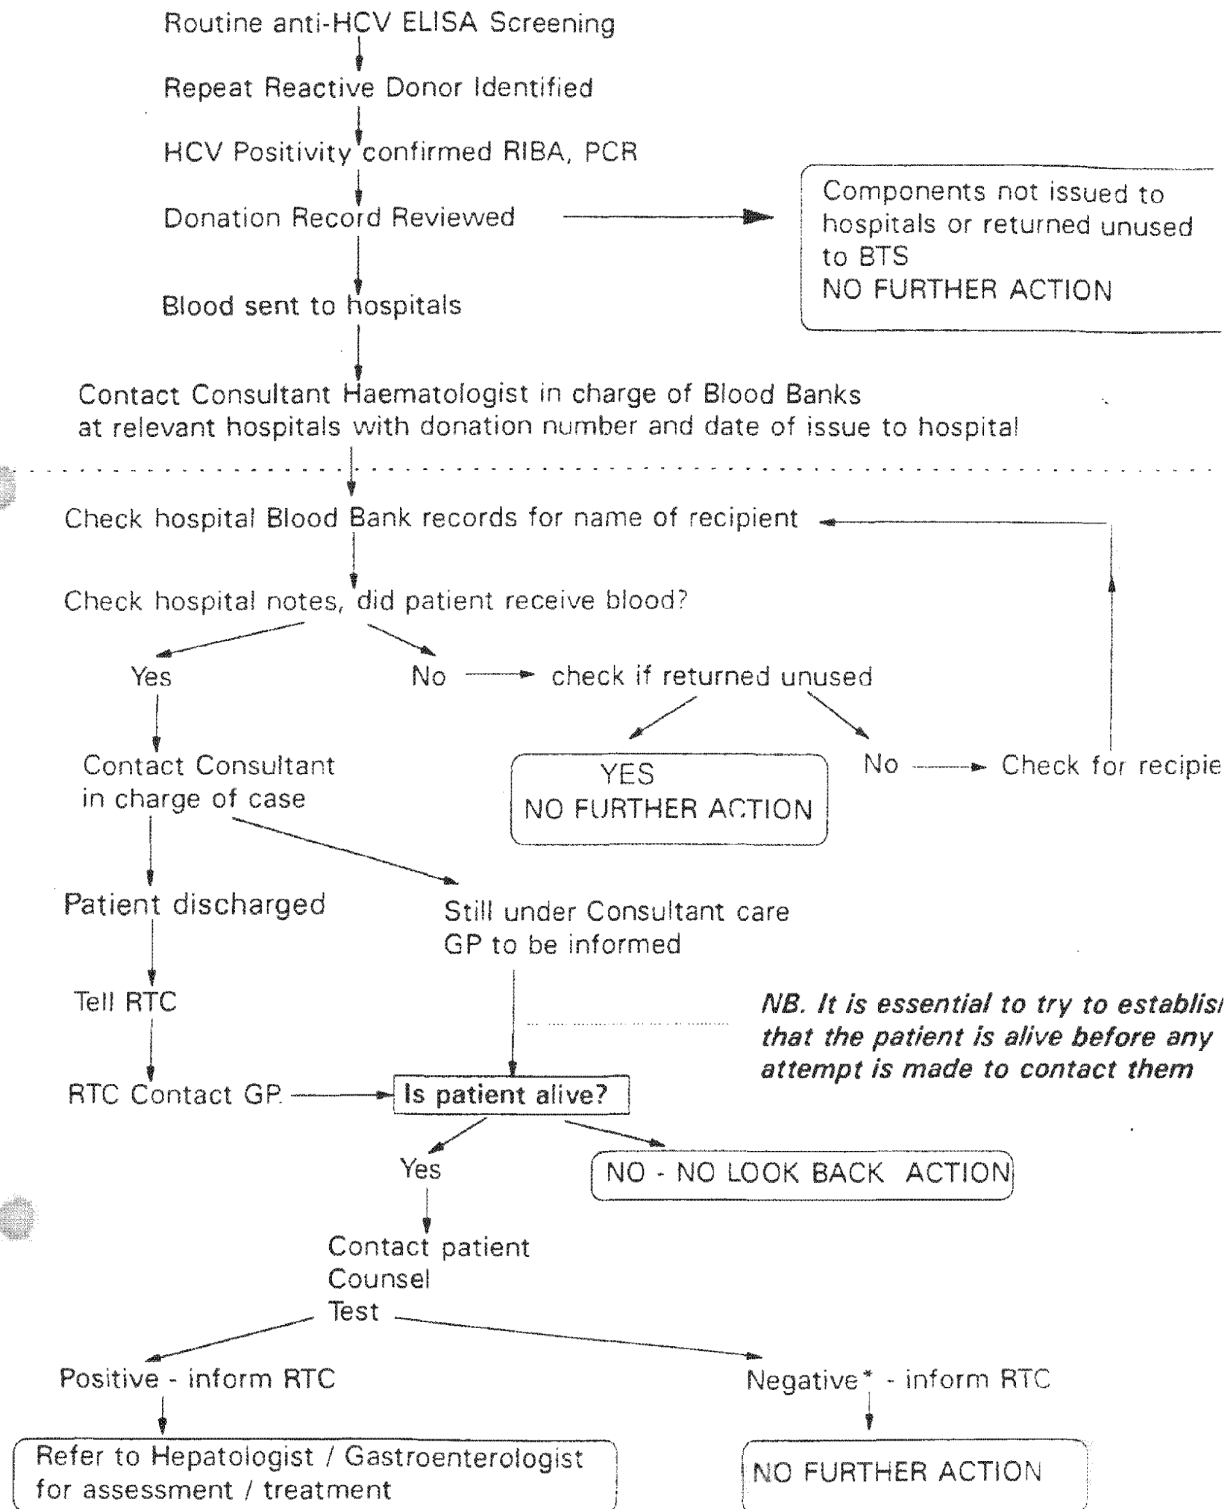 Routine anti-HCV ELISA Screening
Repeat Reactive Donor Identified
HCV Positivity confirmed RIBA, PCR
Donation Record Reviewed
Components not issued to
hospitals or returned unused
to BTS
NO FURTHER ACTION
Blood sent to hospitals
Contact Consultant Haematologist in charge of Blood Banks
at relevant hospitals with donation number and date of issue to hospital
Check hospital Blood Bank records for name of recipient
Check hospital notes, did patient receive blood?
Yes
No
check if returned unused
YES
NO FURTHER ACTION
No
Check for recipie
Contact Consultant
in charge of case
Patient discharged
Still under Consultant care
GP to be informed
Tell RTC
NB. It is essential to try to establis
that the patient is alive before any
attempt is made to contact them
RTC Contact GP.
Is patient alive?
Yes
NO - NO LOOK BACK ACTION
Contact patient
Counsel
Test
Positive - inform RTC
Negative* - inform RTC
Refer to Hepatologist / Gastroenterologist
for assessment / treatment
NO FURTHER ACTION